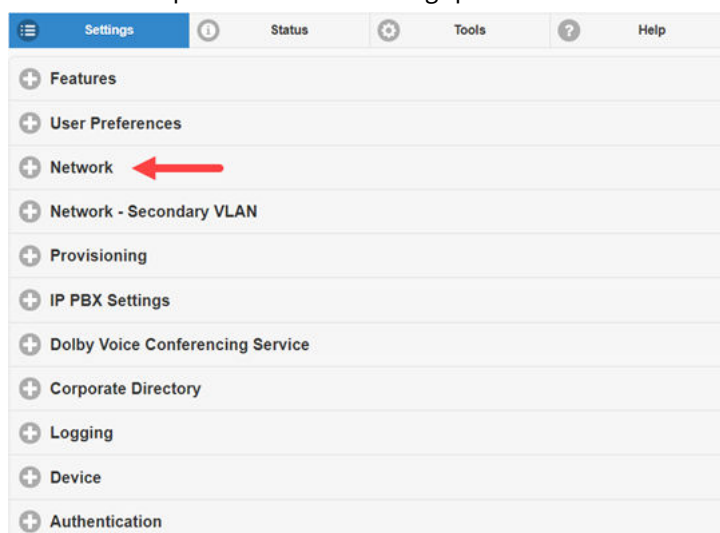 Settings Status Tools Help
Features
User Preferences
Network
Network - Secondary VLAN
Provisioning
IP PBX Settings
Dolby Voice Conferencing Service
Corporate Directory
Logging
Device
Authentication